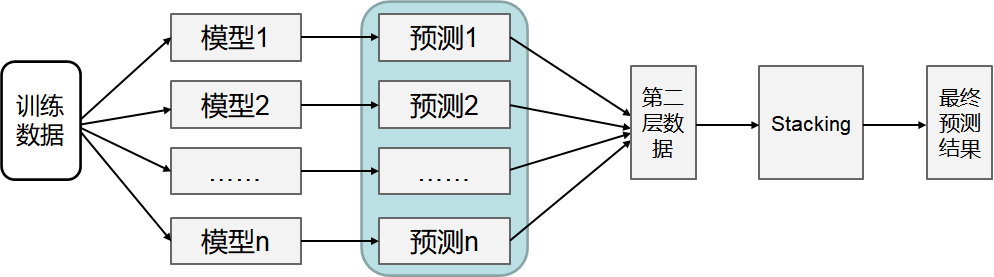 训练
数据
模型1
模型2
……
模型n
预测1
预测2
……
预测n
第二
层数
据
Stacking
最终
预测
结果